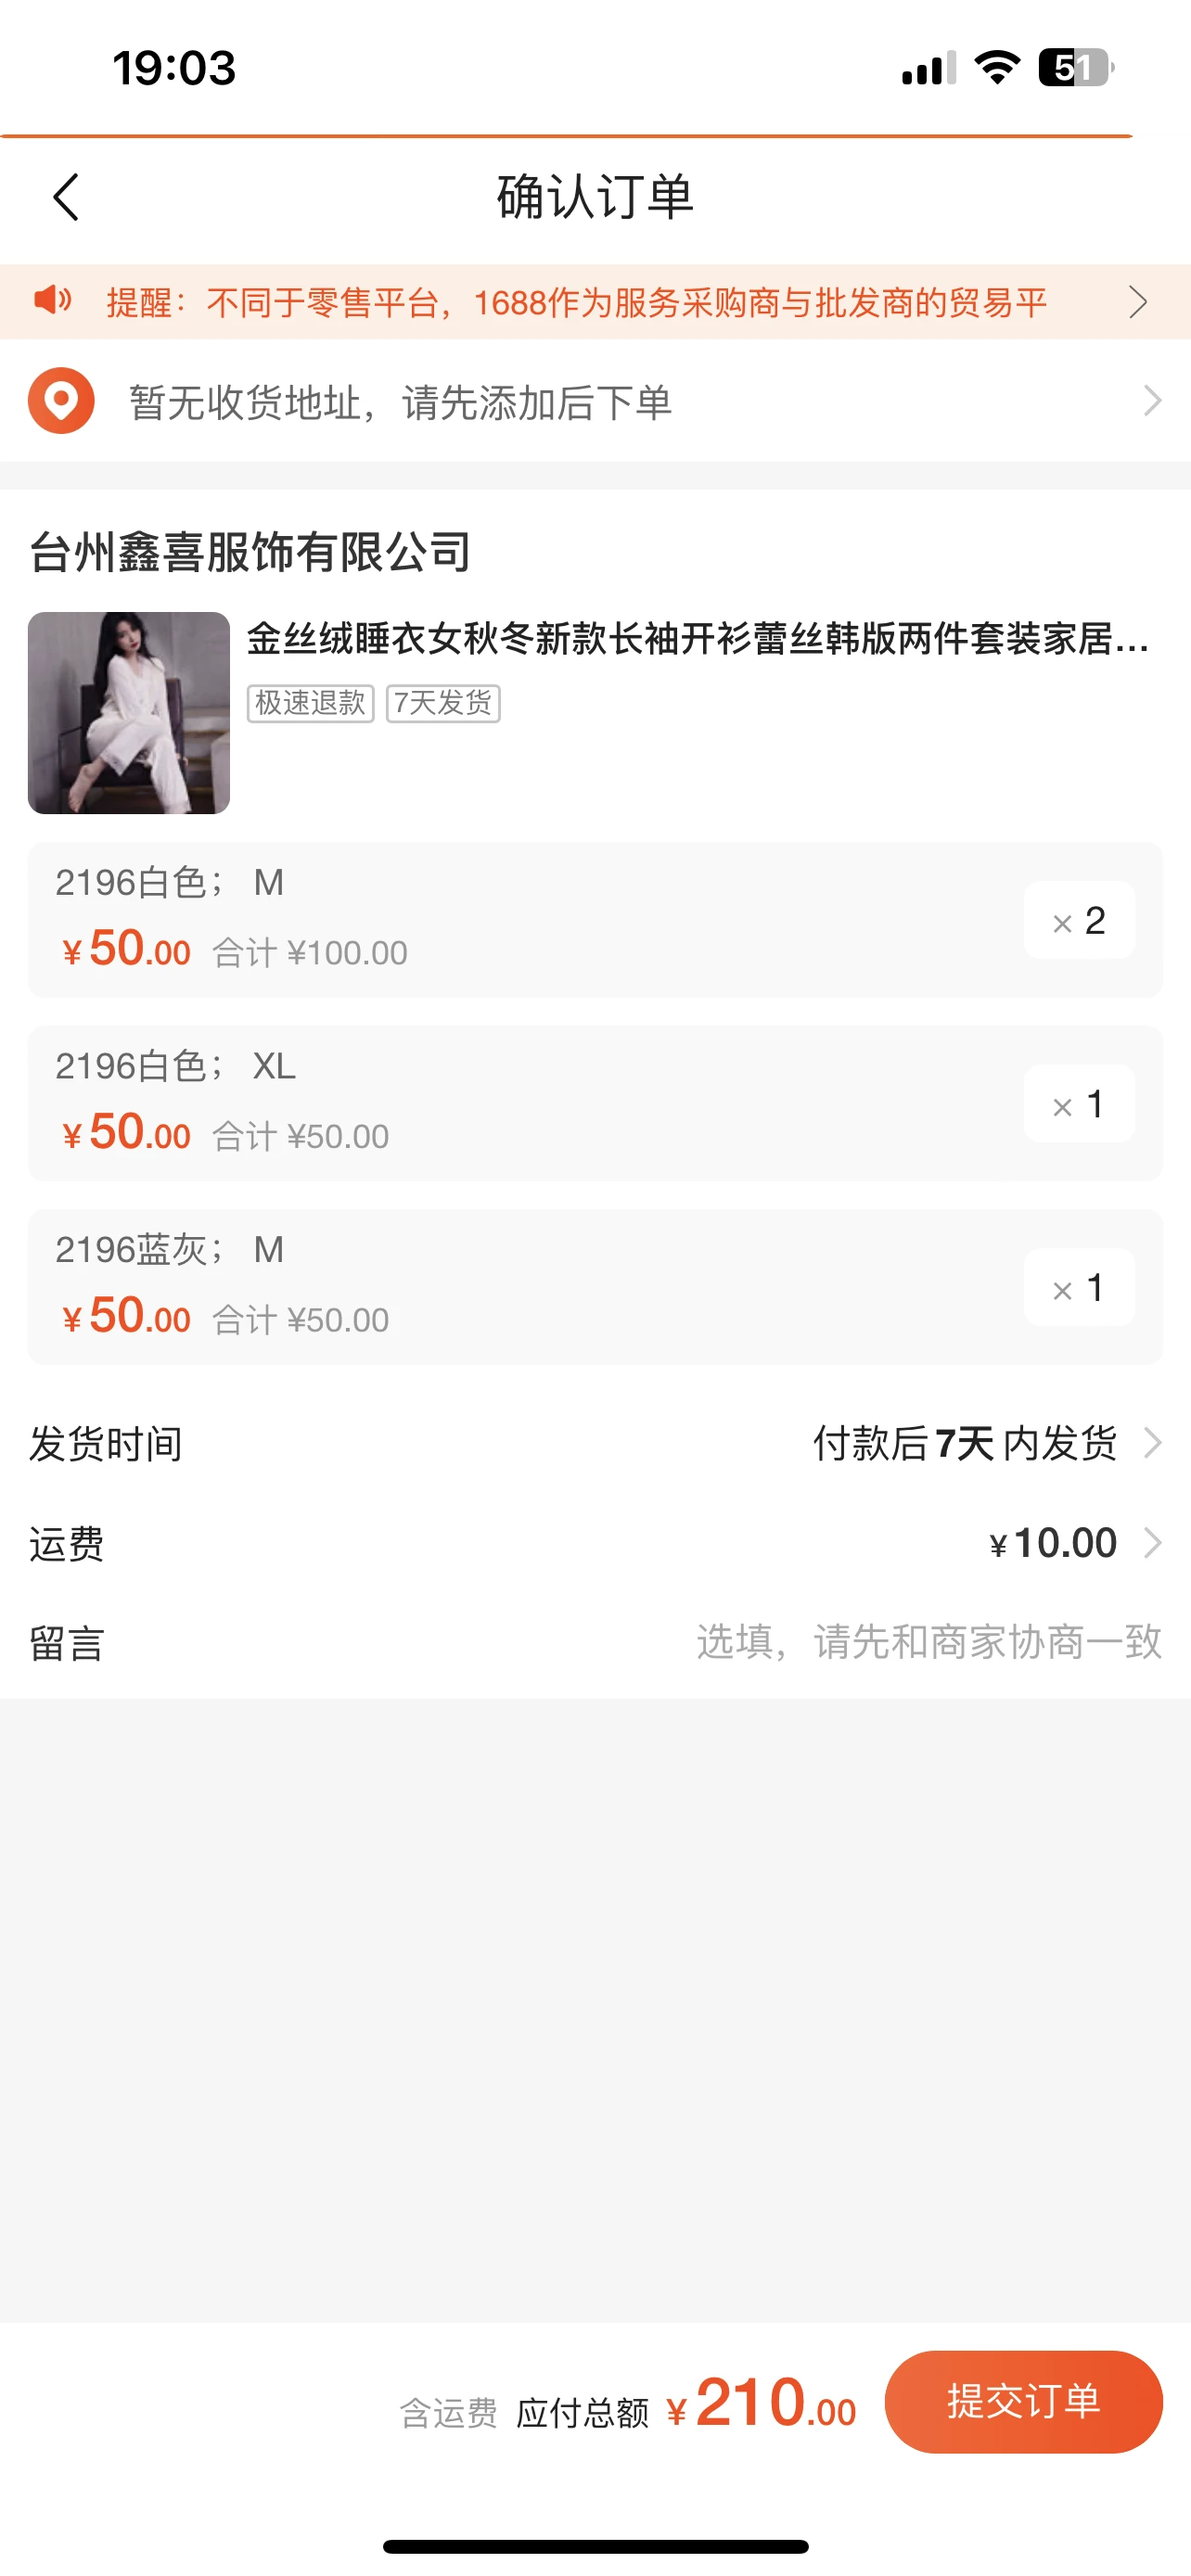 19:03
51
确认订单
提醒：不同于零售平台，1688作为服务采购商与批发商的贸易平
暂无收货地址，请先添加后下单
台州鑫喜服饰有限公司
金丝绒睡衣女秋冬新款长袖开衫蕾丝韩版两件套装家居...
极速退款 7天发货
2196白色； M
¥50.00 合计 ¥100.00
× 2
2196白色； XL
¥50.00 合计 ¥50.00
× 1
2196蓝灰； M
¥50.00 合计 ¥50.00
× 1
发货时间 付款后 7天 内发货
运费 ¥10.00
留言 选填，请先和商家协商一致
含运费 应付总额 ¥210.00 提交订单